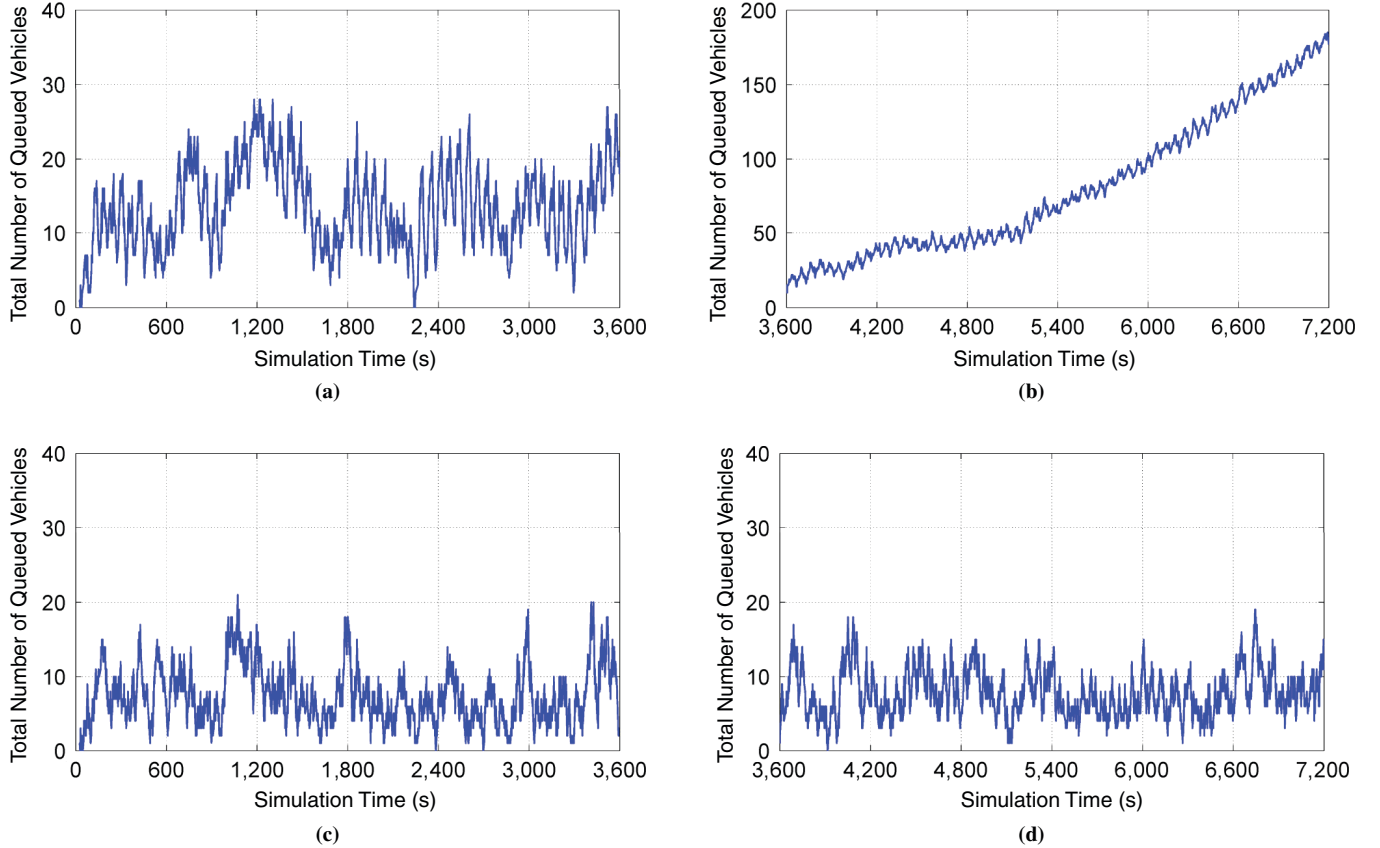 Total Number of Queued Vehicles
40
30
20
10
0
0 600 1,200 1,800 2,400 3,000 3,600
Simulation Time (s)
(a)
Total Number of Queued Vehicles
200
150
100
50
0
3,600 4,200 4,800 5,400 6,000 6,600 7,200
Simulation Time (s)
(b)
Total Number of Queued Vehicles
40
30
20
10
0
0 600 1,200 1,800 2,400 3,000 3,600
Simulation Time (s)
(c)
Total Number of Queued Vehicles
40
30
20
10
0
3,600 4,200 4,800 5,400 6,000 6,600 7,200
Simulation Time (s)
(d)